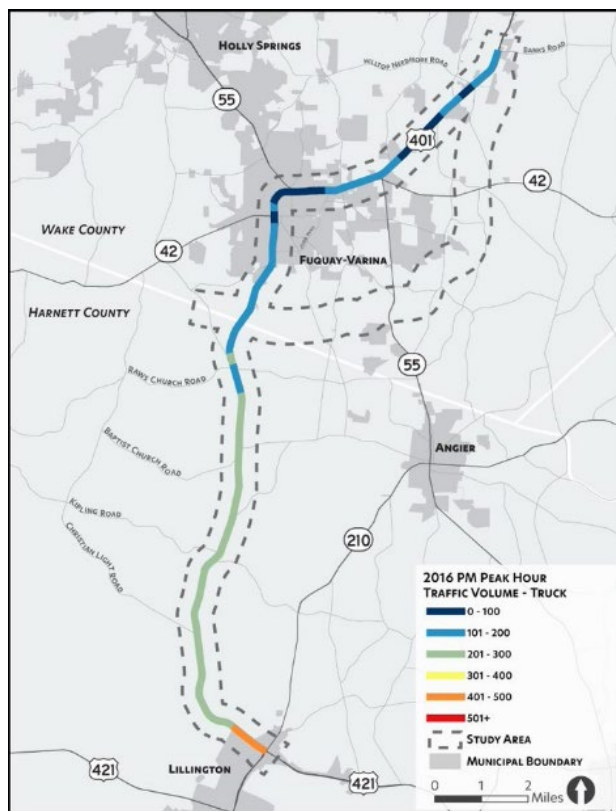 HOLLY SPRINGS
HILLTOP NEEDMORE ROAD
BANKS ROAD
55
401
42
WAKE COUNTY
42
FUQUAY-VARINA
HARNETT COUNTY
RAWS CHURCH ROAD
55
BAPTIST CHURCH ROAD
ANGIER
KIPLING ROAD
CHRISTIAN LIGHT ROAD
210
2016 PM PEAK HOUR
TRAFFIC VOLUME - TRUCK
0 - 100
101 - 200
201 - 300
301 - 400
401 - 500
501+
STUDY AREA
MUNICIPAL BOUNDARY
LILLINGTON
421
421
0 1 2
MILES